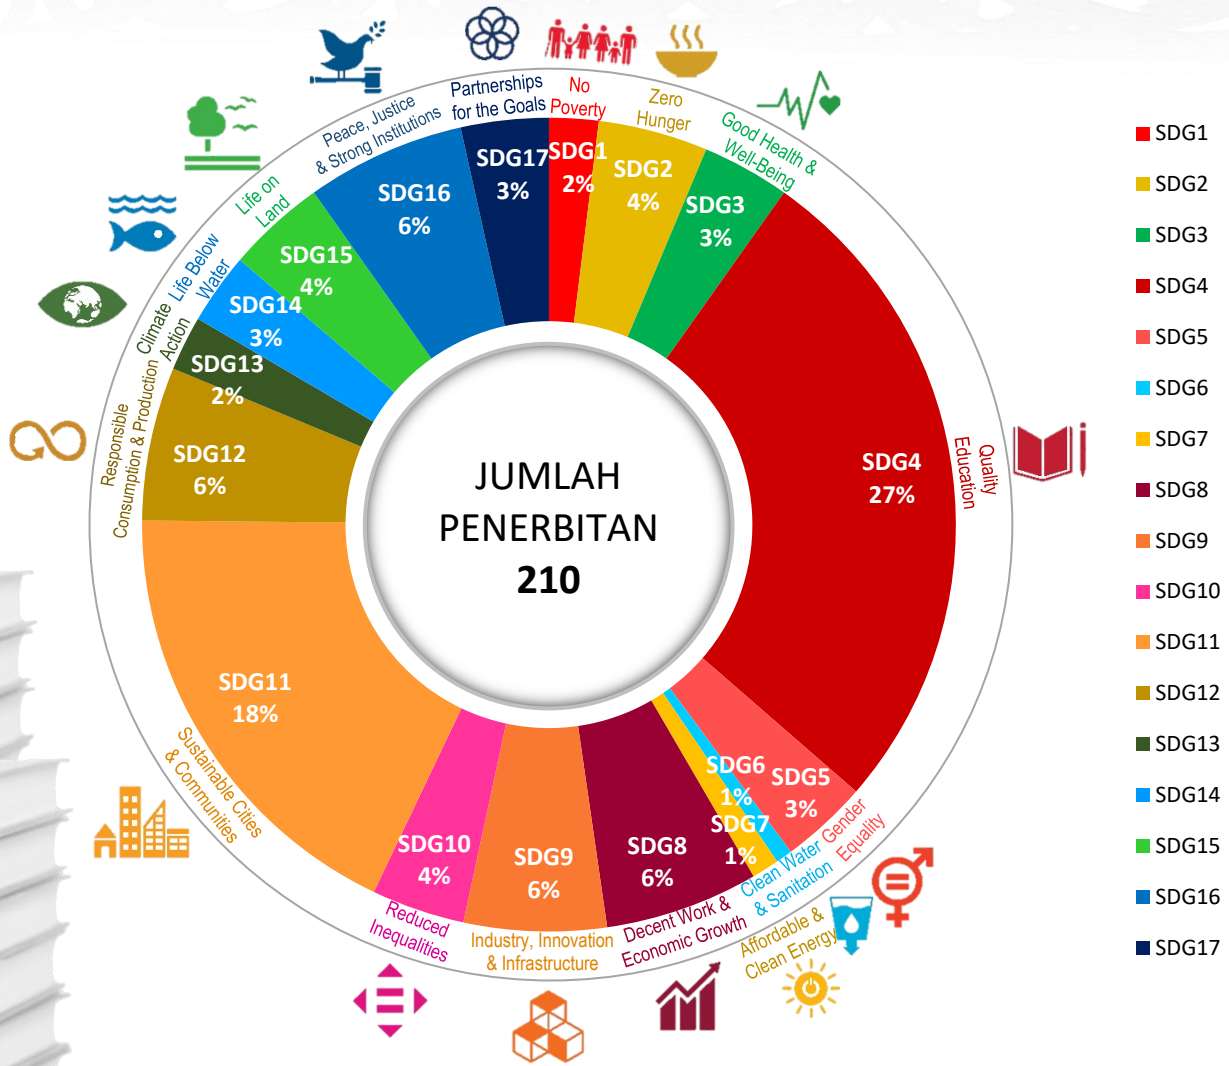 No
Poverty
Zero
Hunger
Good Health &
Well-Being
Quality
Education
Gender
Equality
Clean Water
& Sanitation
Affordable &
Clean Energy
Decent Work &
Economic Growth
Industry, Innovation
& Infrastructure
Reduced
Inequalities
Sustainable Cities
& Communities
Responsible
Consumption & Production
Climate
Action
Life Below
Water
Life on
Land
Peace, Justice
& Strong Institutions
Partnerships
for the Goals
SDG1
2%
SDG2
4%
SDG3
3%
SDG4
27%
SDG5
3%
SDG6
1%
SDG7
1%
SDG8
6%
SDG9
6%
SDG10
4%
SDG11
18%
SDG12
6%
SDG13
2%
SDG14
3%
SDG15
4%
SDG16
6%
SDG17
3%
JUMLAH
PENERBITAN
210
SDG1
SDG2
SDG3
SDG4
SDG5
SDG6
SDG7
SDG8
SDG9
SDG10
SDG11
SDG12
SDG13
SDG14
SDG15
SDG16
SDG17